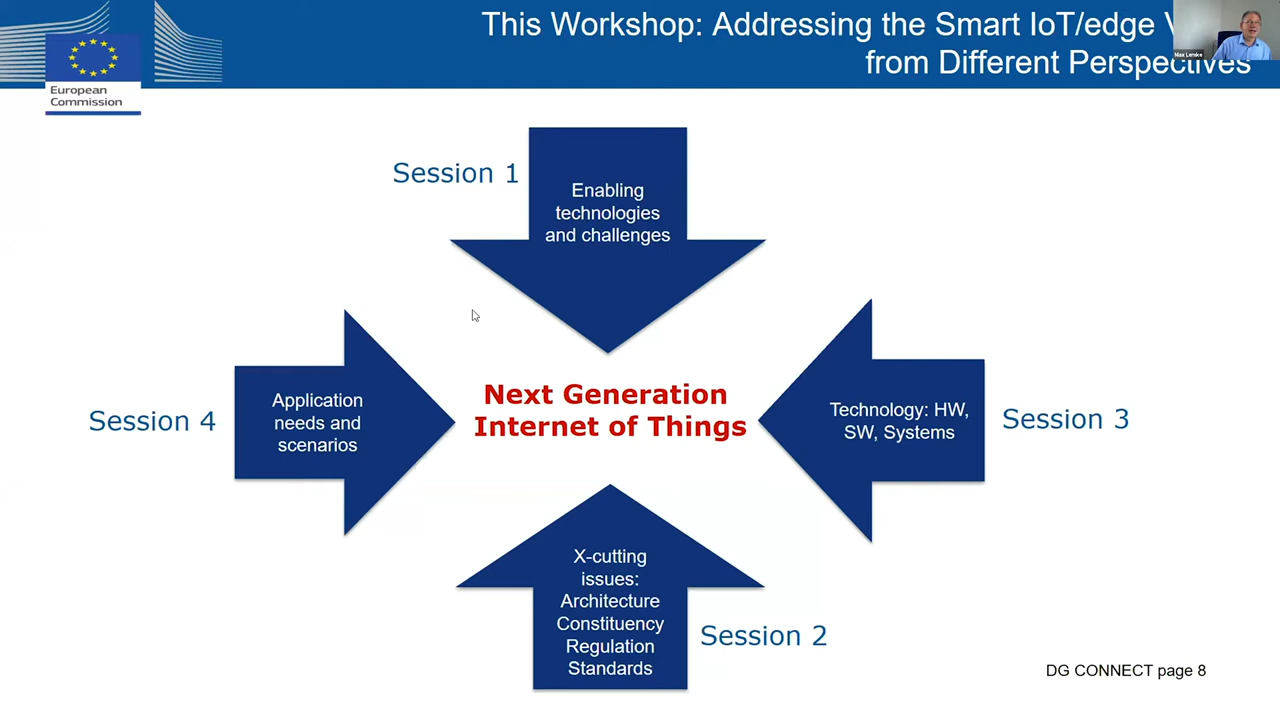 This Workshop: Addressing the Smart IoT/edge
from Different Perspectives
Max Lemke
European
Commission
Session 1
Enabling
technologies
and challenges
Session 4
Application
needs and
scenarios
Next Generation
Internet of Things
Technology: HW,
SW, Systems
Session 3
X-cutting
issues:
Architecture
Constituency
Regulation
Standards
Session 2
DG CONNECT page 8